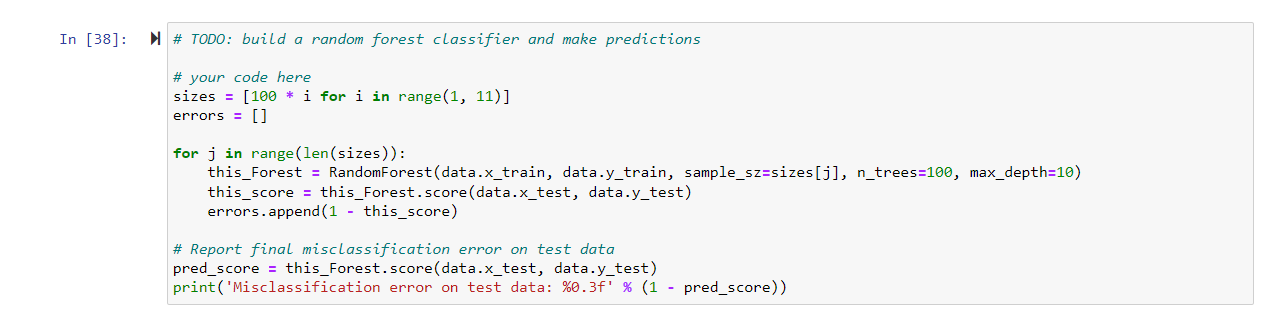 In [38]:
# TODO: build a random forest classifier and make predictions
# your code here
sizes = [100 * i for i in range(1, 11)]
errors = []
for j in range(len(sizes)):
    this_Forest = RandomForest(data.x_train, data.y_train, sample_sz=sizes[j], n_trees=100, max_depth=10)
    this_score = this_Forest.score(data.x_test, data.y_test)
    errors.append(1 - this_score)
# Report final misclassification error on test data
pred_score = this_Forest.score(data.x_test, data.y_test)
print('Misclassification error on test data: %0.3f' % (1 - pred_score))